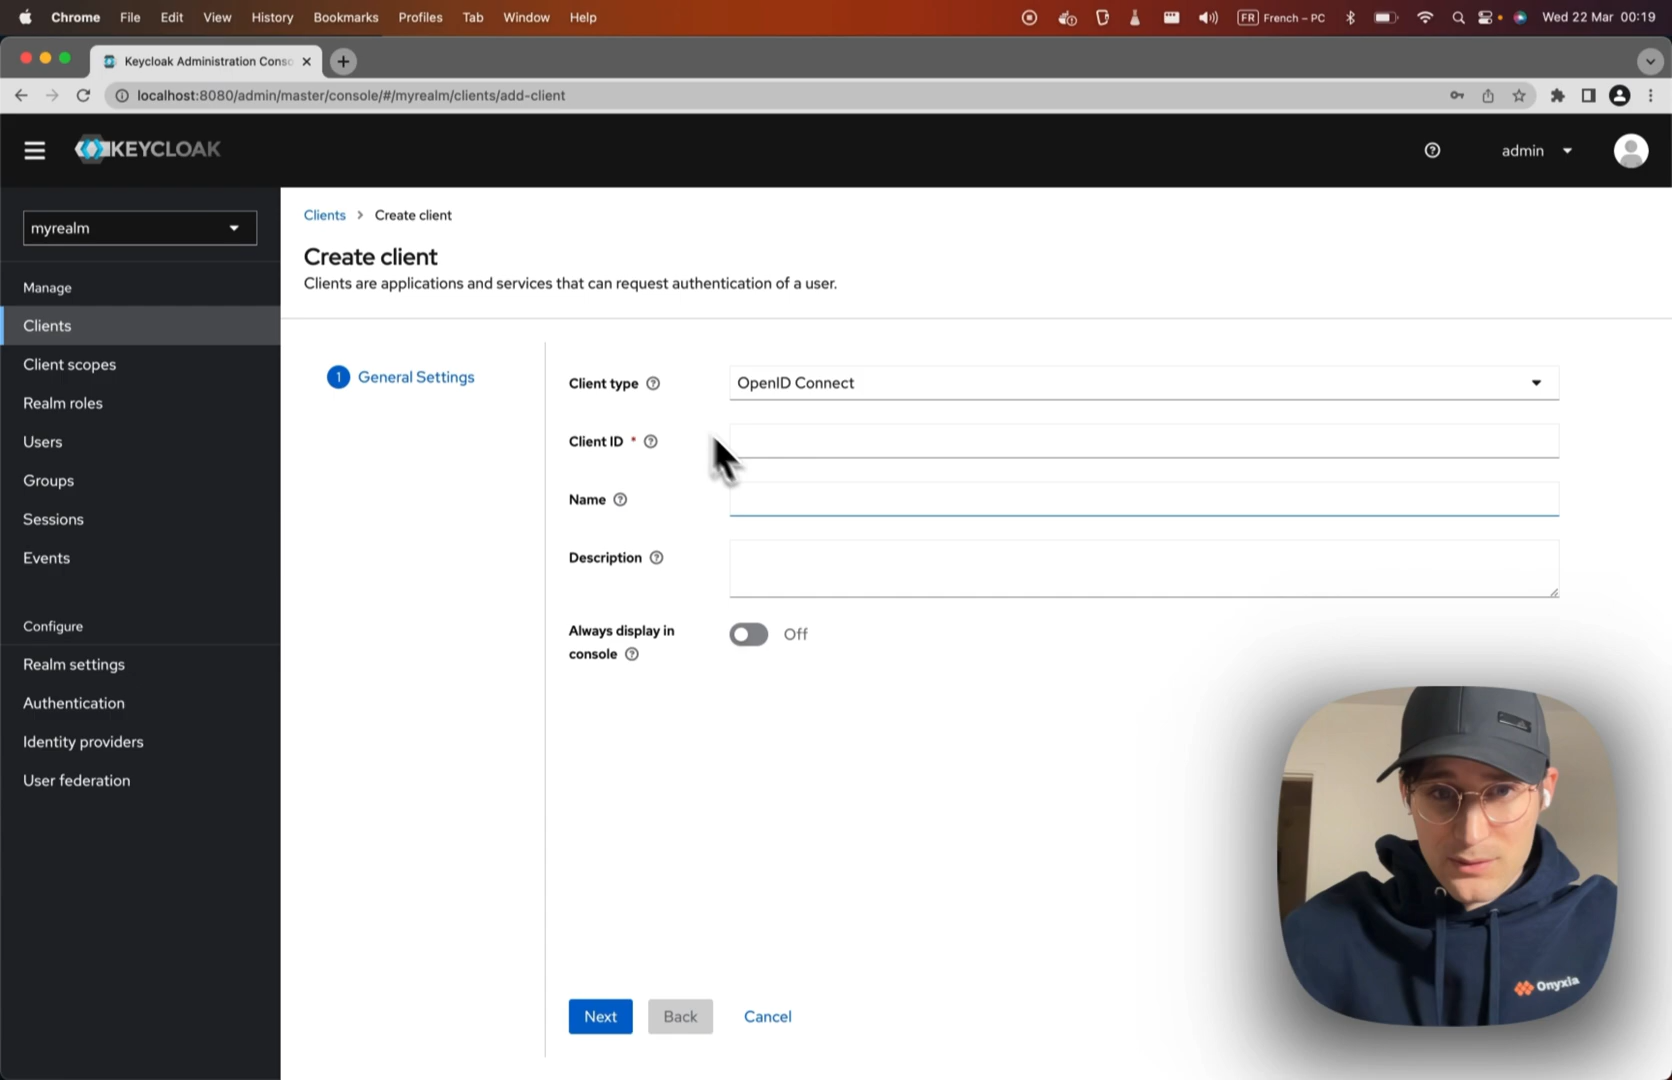 Chrome File Edit View History Bookmarks Profiles Tab Window Help FR French – PC Wed 22 Mar 00:19
Keycloak Administration Conso
localhost:8080/admin/master/console/#/myrealm/clients/add-client
KEYCLOAK
admin
myrealm
Manage
Clients
Client scopes
Realm roles
Users
Groups
Sessions
Events
Configure
Realm settings
Authentication
Identity providers
User federation
Clients > Create client
Create client
Clients are applications and services that can request authentication of a user.
1 General Settings
Client type OpenID Connect
Client ID *
Name
Description
Always display in
console
Off
Next Back Cancel
Onyxia